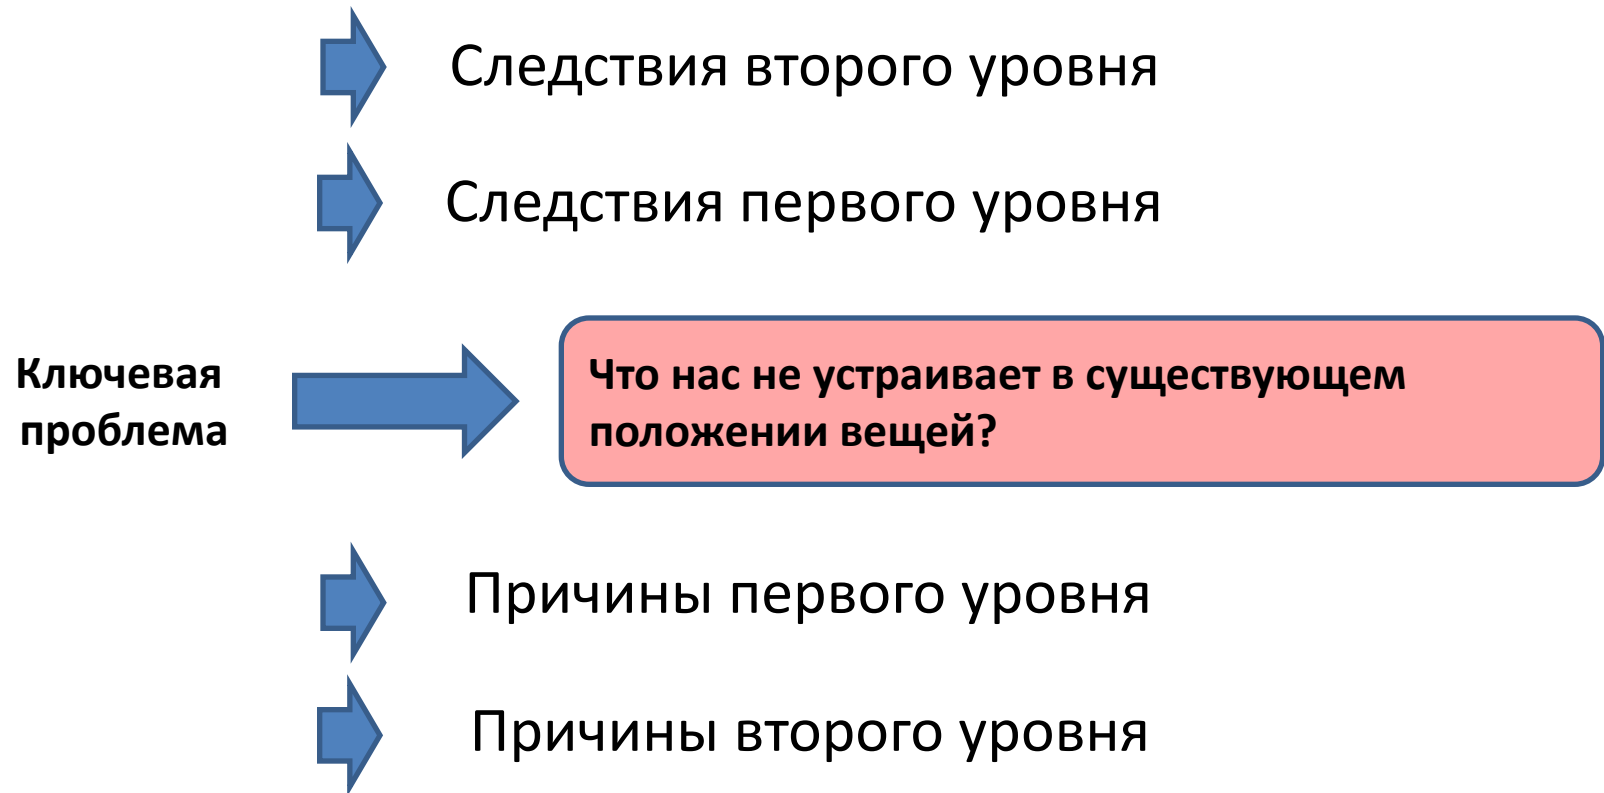 Следствия второго уровня
Следствия первого уровня
Ключевая
проблема
Что нас не устраивает в существующем
положении вещей?
Причины первого уровня
Причины второго уровня